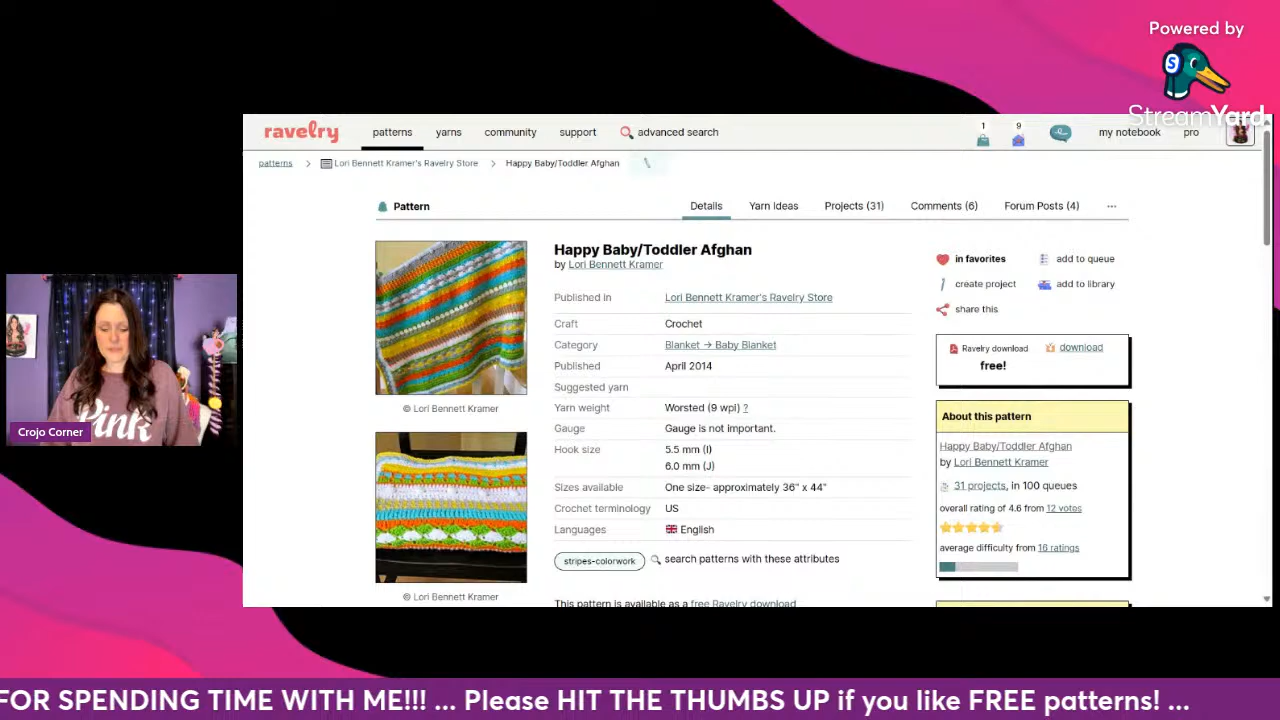 Powered by
StreamYard
ravelry
patterns yarns community support advanced search
1 9
my notebook pro
patterns Lori Bennett Kramer's Ravelry Store Happy Baby/Toddler Afghan
Pattern
Details Yarn Ideas Projects (31) Comments (6) Forum Posts (4) ...
Happy Baby/Toddler Afghan
by Lori Bennett Kramer
Published in Lori Bennett Kramer's Ravelry Store
Craft Crochet
Category Blanket → Baby Blanket
Published April 2014
Suggested yarn
Yarn weight Worsted (9 wpi) ?
Gauge Gauge is not important.
Hook size 5.5 mm (I)
6.0 mm (J)
Sizes available One size- approximately 36" x 44"
Crochet terminology US
Languages English
stripes-colorwork search patterns with these attributes
This pattern is available as a free Ravelry download
© Lori Bennett Kramer
© Lori Bennett Kramer
in favorites add to queue
create project add to library
share this
Ravelry download download
free!
About this pattern
Happy Baby/Toddler Afghan
by Lori Bennett Kramer
31 projects, in 100 queues
overall rating of 4.6 from 12 votes
average difficulty from 16 ratings
Pink
Crojo Corner
FOR SPENDING TIME WITH ME!!! ... Please HIT THE THUMBS UP if you like FREE patterns! ...